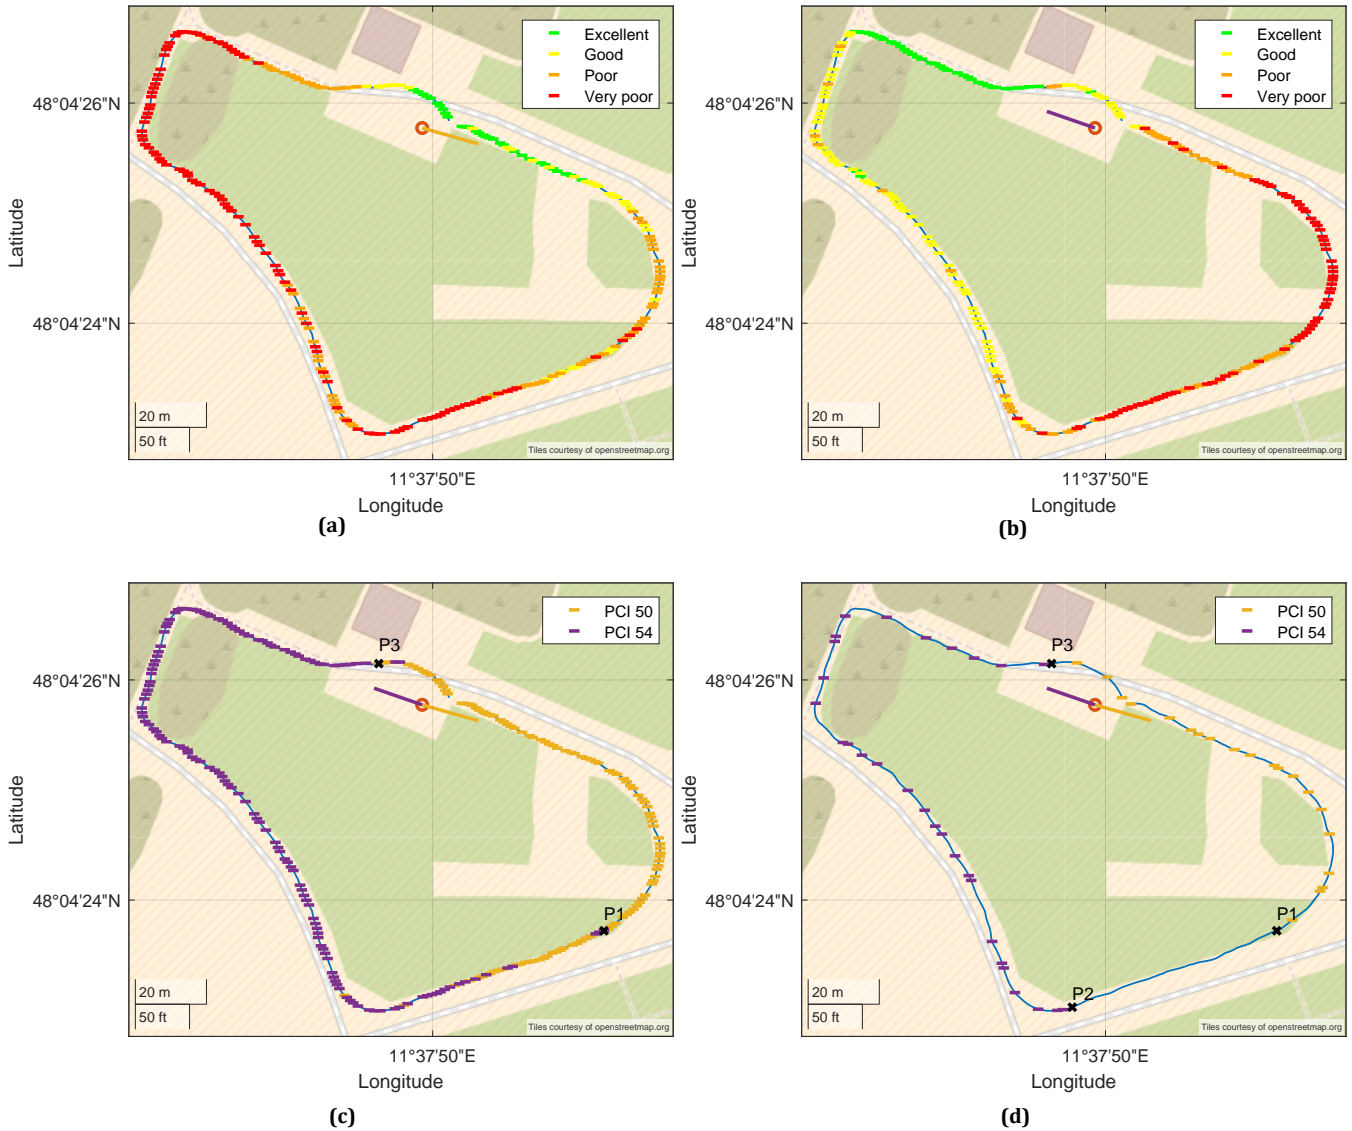 Excellent
Good
Poor
Very poor
48°04'26"N
48°04'24"N
Latitude
20 m
50 ft
Tiles courtesy of openstreetmap.org
11°37'50"E
Longitude
(a)
Excellent
Good
Poor
Very poor
48°04'26"N
48°04'24"N
Latitude
20 m
50 ft
Tiles courtesy of openstreetmap.org
11°37'50"E
Longitude
(b)
PCI 50
PCI 54
P3
48°04'26"N
48°04'24"N
Latitude
P1
20 m
50 ft
Tiles courtesy of openstreetmap.org
11°37'50"E
Longitude
(c)
PCI 50
PCI 54
P3
48°04'26"N
48°04'24"N
Latitude
P1
P2
20 m
50 ft
Tiles courtesy of openstreetmap.org
11°37'50"E
Longitude
(d)